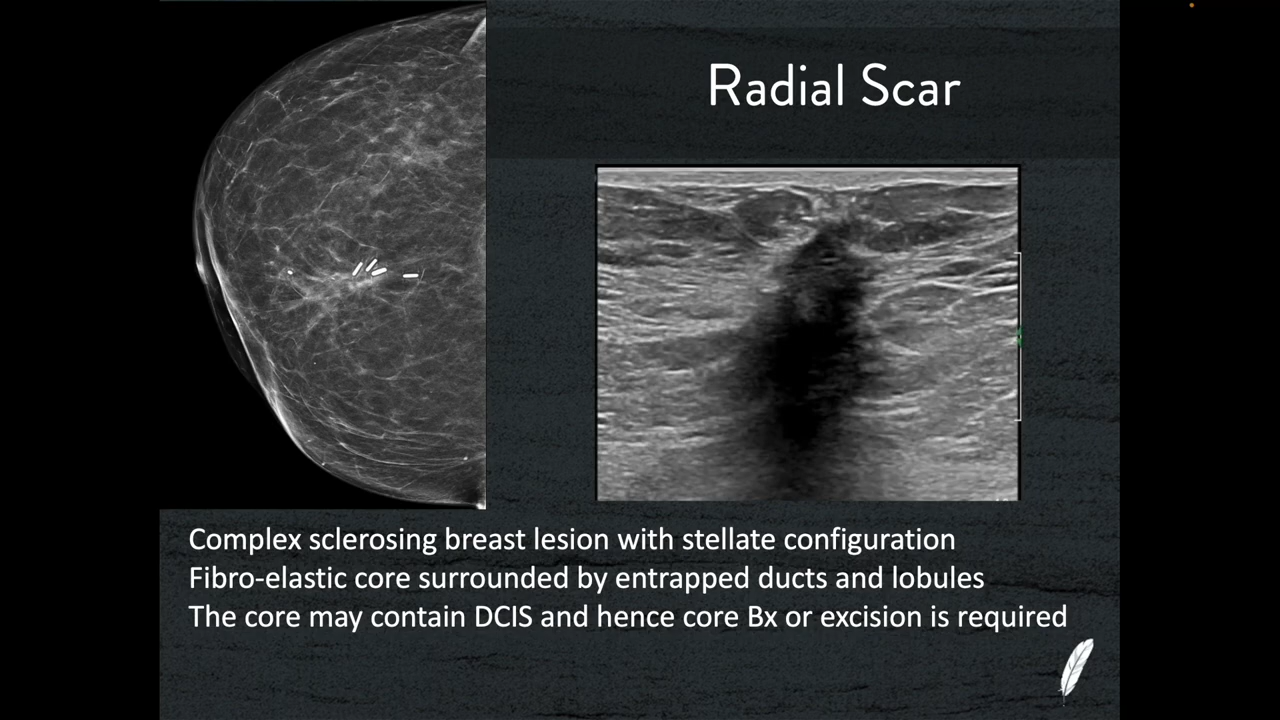 Radial Scar
Complex sclerosing breast lesion with stellate configuration
Fibro-elastic core surrounded by entrapped ducts and lobules
The core may contain DCIS and hence core Bx or excision is required